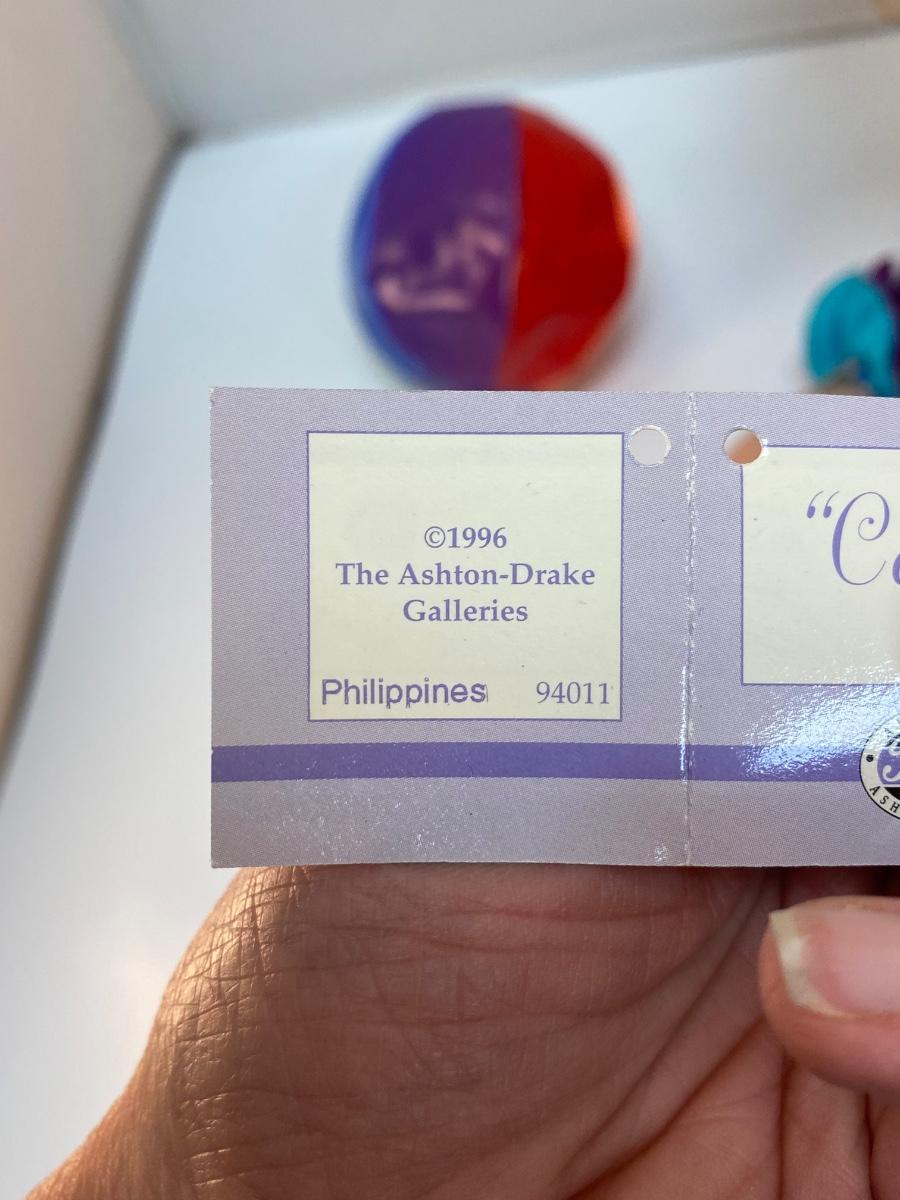 ©1996
The Ashton-Drake
Galleries
Philippines 94011